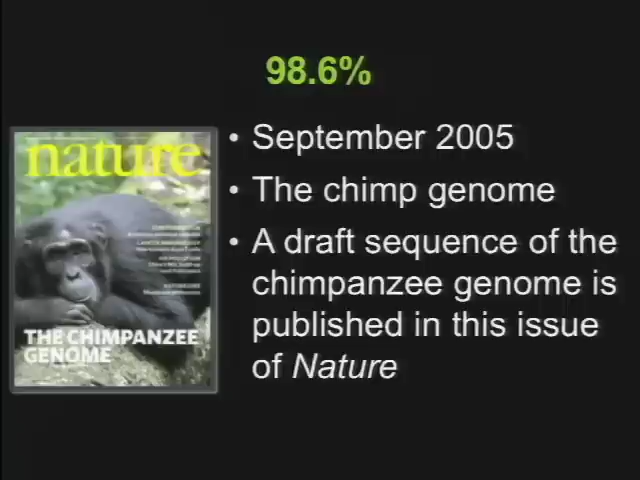 98.6%
nature
THE CHIMPANZEE
GENOME
• September 2005
• The chimp genome
• A draft sequence of the
chimpanzee genome is
published in this issue
of Nature